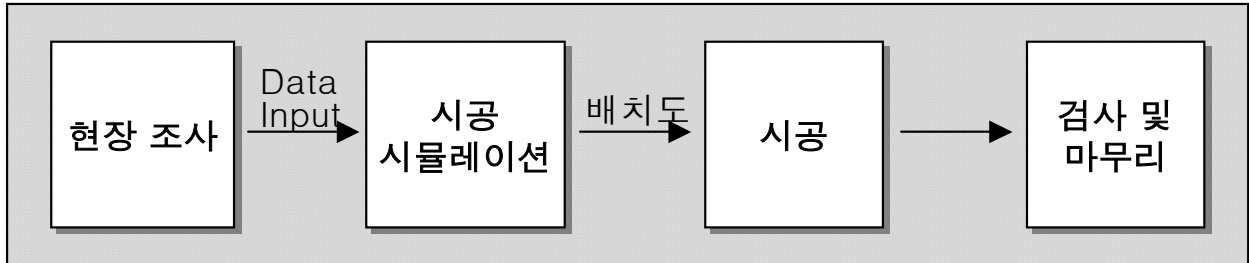 현장 조사
Data
Input
시공
시뮬레이션
배치도
시공
검사 및
마무리